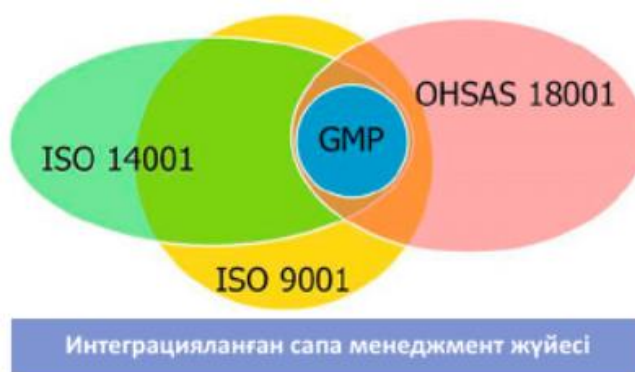 OHSAS 18001
GMP
ISO 14001
ISO 9001
Интеграцияланған сапа менеджмент жүйесі